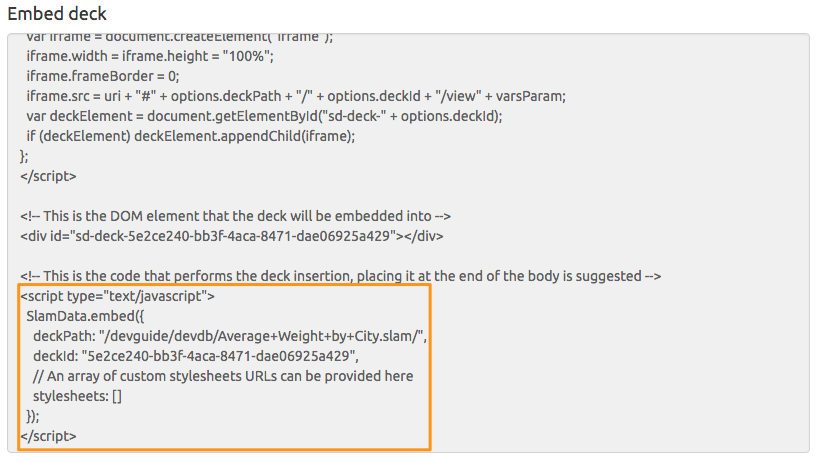 Embed deck
var iframe = document.createElement("iframe");
iframe.width = iframe.height = "100%";
iframe.frameBorder = 0;
iframe.src = uri + "#" + options.deckPath + "/" + options.deckId + "/view" + varsParam;
var deckElement = document.getElementById("sd-deck-" + options.deckId);
if (deckElement) deckElement.appendChild(iframe);
};
</script>
<!-- This is the DOM element that the deck will be embedded into -->
<div id="sd-deck-5e2ce240-bb3f-4aca-8471-dae06925a429"></div>
<!-- This is the code that performs the deck insertion, placing it at the end of the body is suggested -->
<script type="text/javascript">
SlamData.embed({
deckPath: "/devguide/devdb/Average+Weight+by+City.slam/",
deckId: "5e2ce240-bb3f-4aca-8471-dae06925a429",
// An array of custom stylesheets URLs can be provided here
stylesheets: []
});
</script>